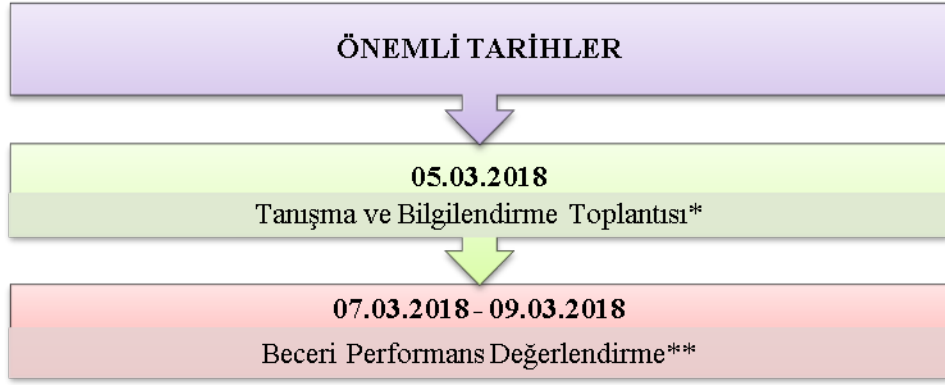 ÖNEMLİ TARİHLER
05.03.2018
Tanışma ve Bilgilendirme Toplantısı*
07.03.2018- 09.03.2018
Beceri Performans Değerlendirme**